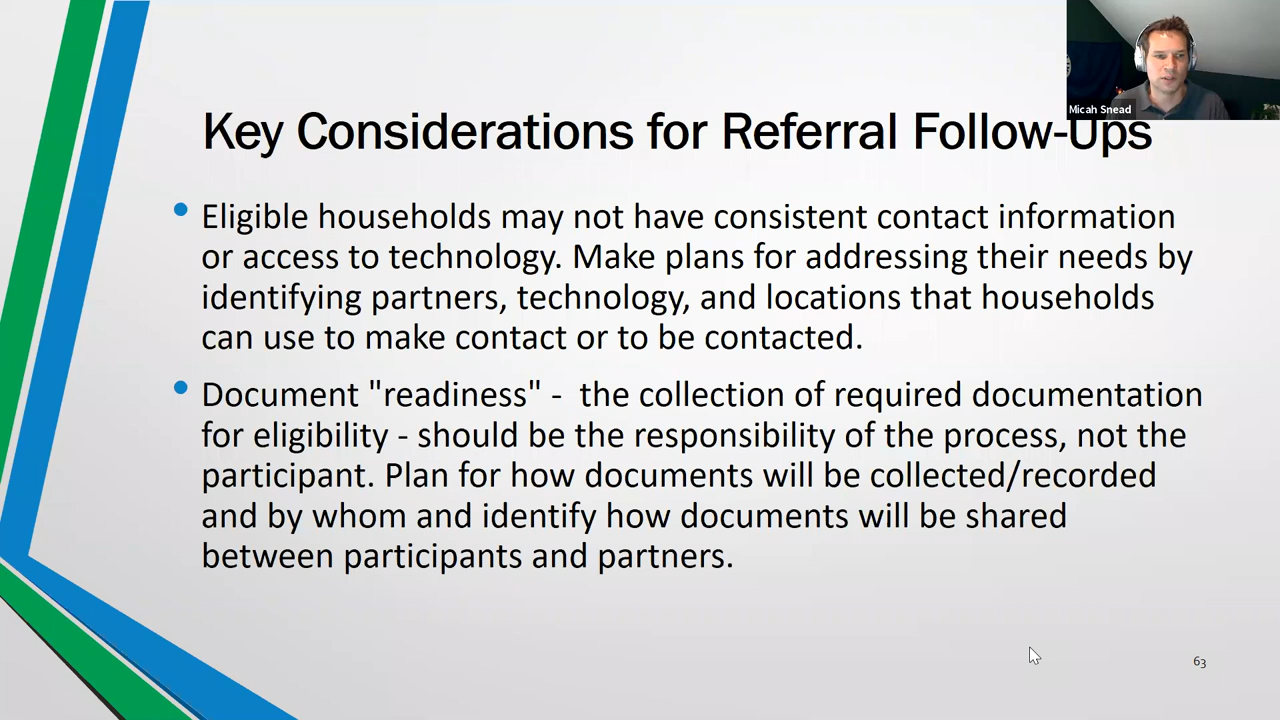 Micah Snead
Key Considerations for Referral Follow-Ups
Eligible households may not have consistent contact information
or access to technology. Make plans for addressing their needs by
identifying partners, technology, and locations that households
can use to make contact or to be contacted.
Document "readiness" -  the collection of required documentation
for eligibility - should be the responsibility of the process, not the
participant. Plan for how documents will be collected/recorded
and by whom and identify how documents will be shared
between participants and partners.
63